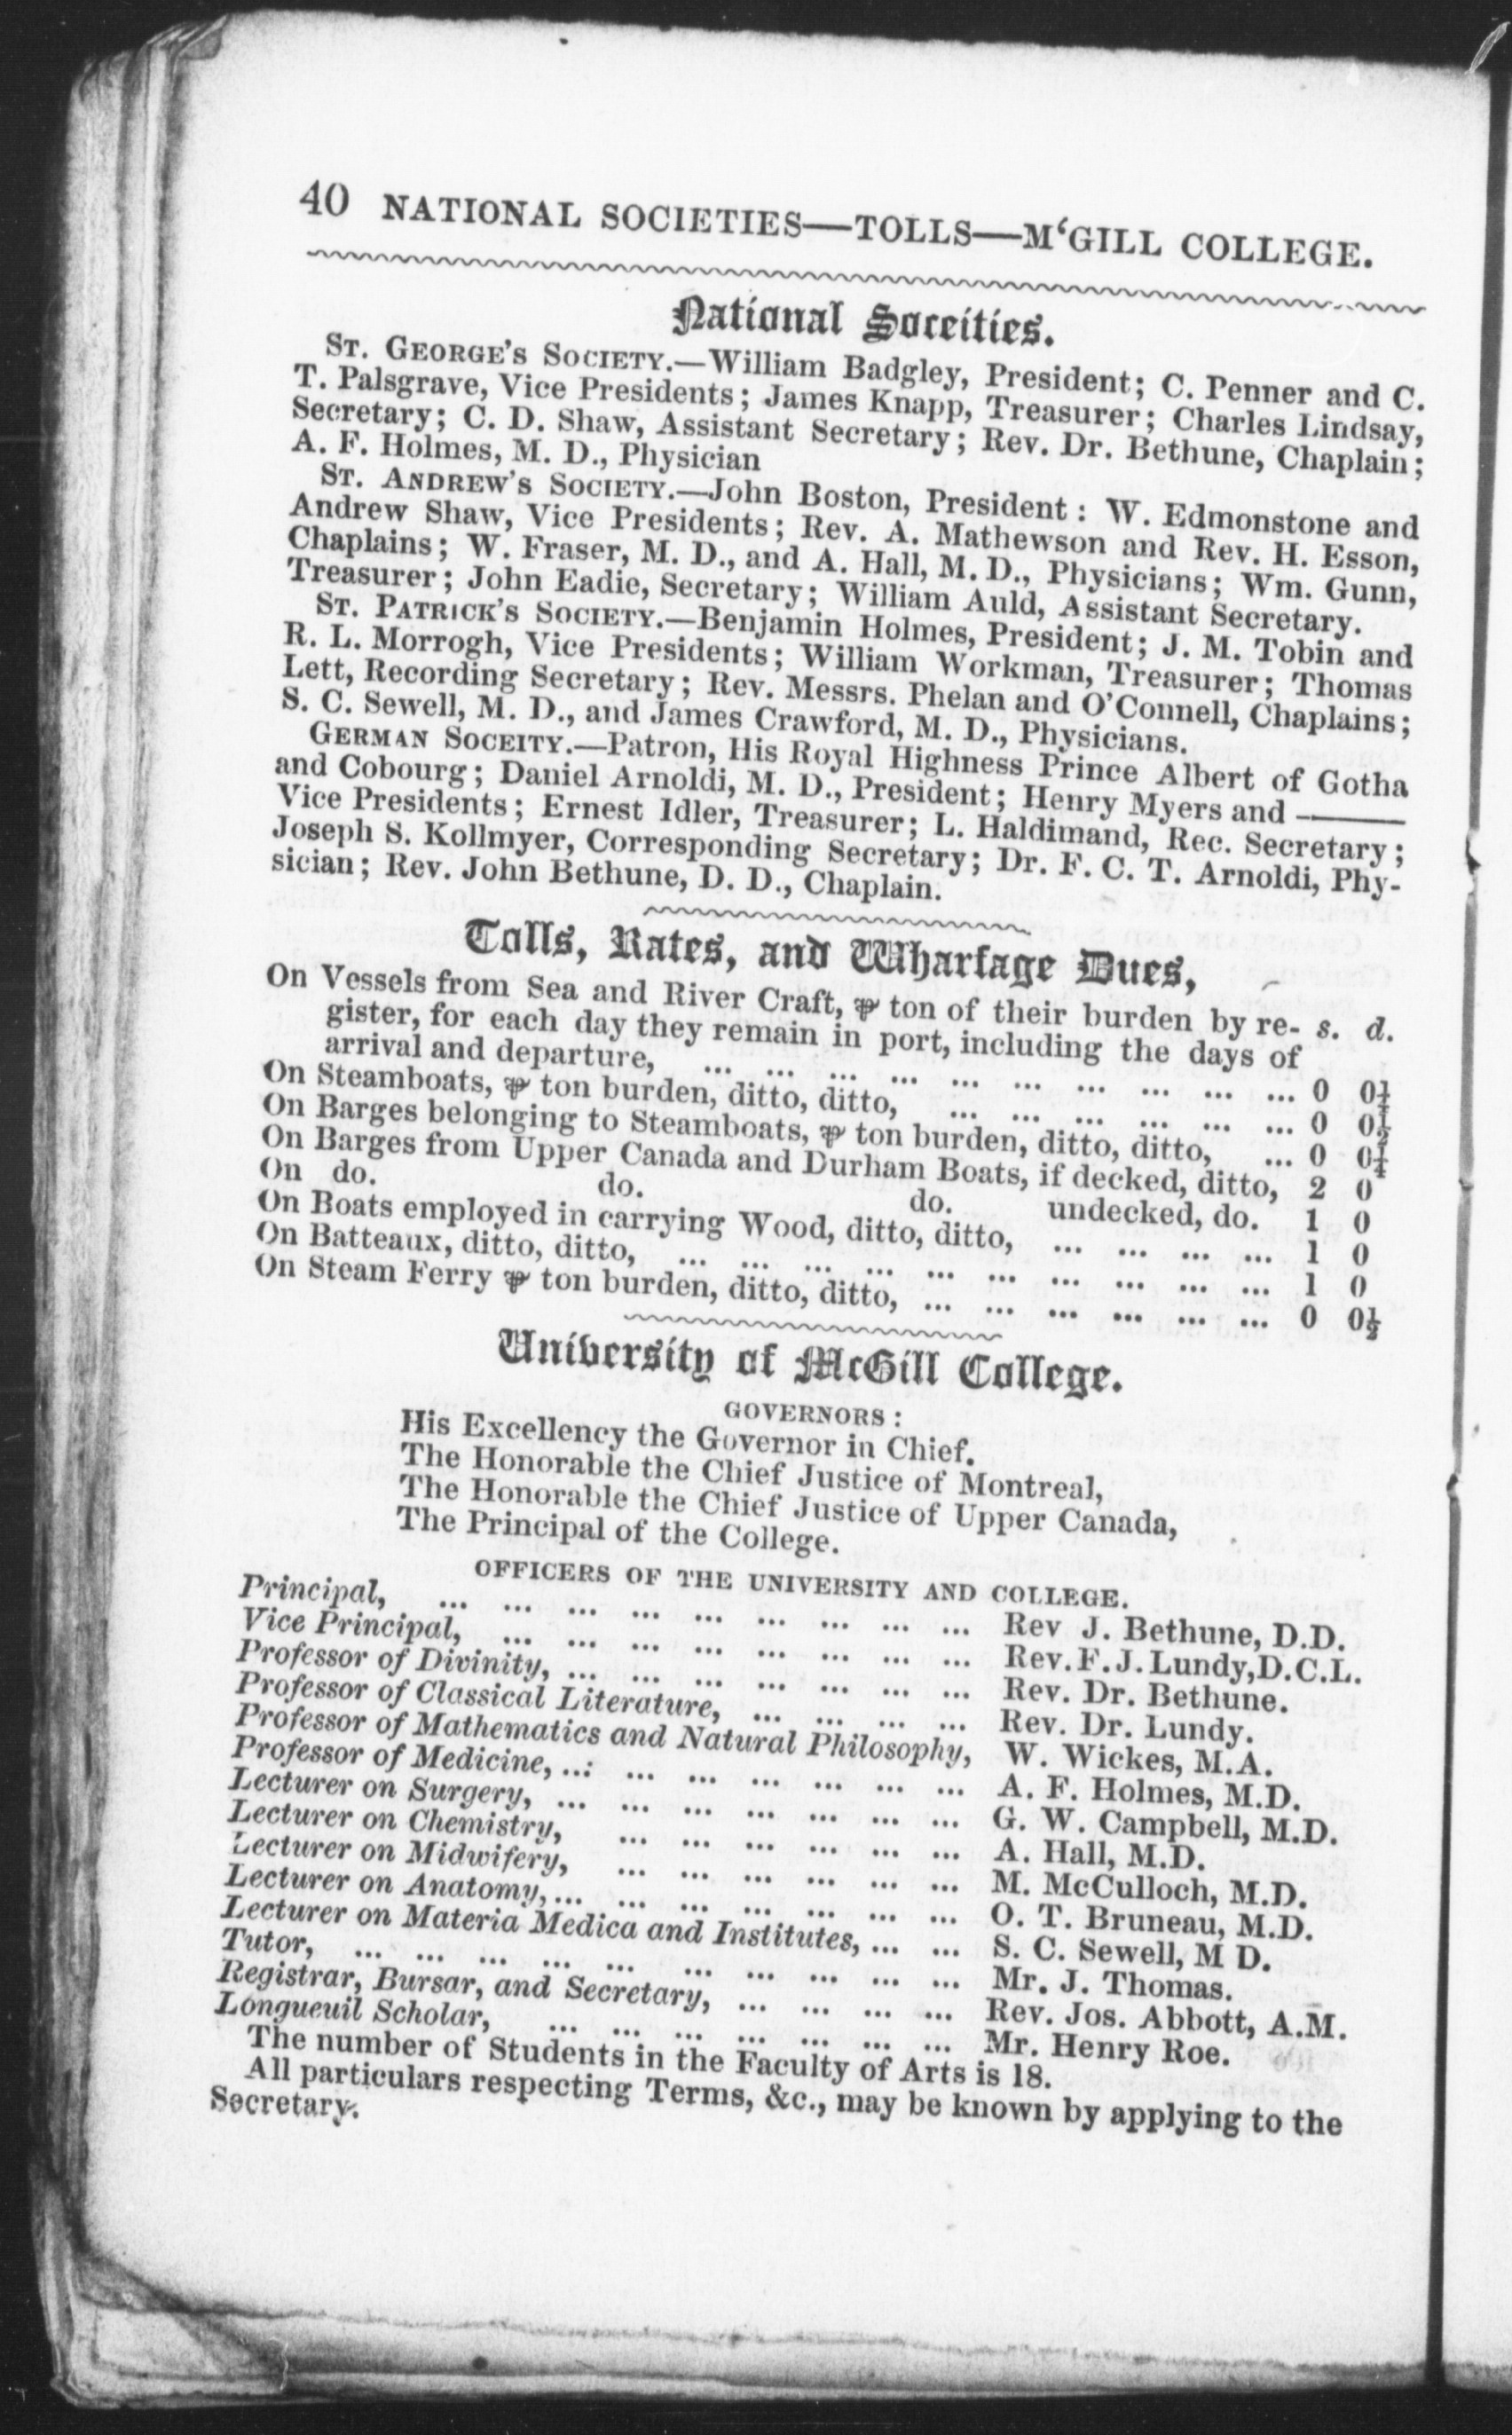 40 NATIONAL SOCIETIES—TOLLS—M‘GILL COLLEGE.
National Soceities.
ST. GEORGE'S SOCIETY.—William Badgley, President; C. Penner and C.
T. Palsgrave, Vice Presidents; James Knapp, Treasurer; Charles Lindsay,
Secretary; C. D. Shaw, Assistant Secretary; Rev. Dr. Bethune, Chaplain;
A. F. Holmes, M. D., Physician
ST. ANDREW'S SOCIETY.—John Boston, President: W. Edmonstone and
Andrew Shaw, Vice Presidents; Rev. A. Mathewson and Rev. H. Esson,
Chaplains; W. Fraser, M. D., and A. Hall, M. D., Physicians; Wm. Gunn,
Treasurer; John Eadie, Secretary; William Auld, Assistant Secretary.
ST. PATRICK'S SOCIETY.—Benjamin Holmes, President; J. M. Tobin and
R. L. Morrogh, Vice Presidents; William Workman, Treasurer; Thomas
Lett, Recording Secretary; Rev. Messrs. Phelan and O'Connell, Chaplains;
S. C. Sewell, M. D., and James Crawford, M. D., Physicians.
GERMAN SOCEITY.—Patron, His Royal Highness Prince Albert of Gotha
and Cobourg; Daniel Arnoldi, M. D., President; Henry Myers and ———
Vice Presidents; Ernest Idler, Treasurer; L. Haldimand, Rec. Secretary;
Joseph S. Kollmyer, Corresponding Secretary; Dr. F. C. T. Arnoldi, Phy-
sician; Rev. John Bethune, D. D., Chaplain.
Tolls, Rates, and Wharfage Dues,
On Vessels from Sea and River Craft, ⅌ ton of their burden by re- s. d.
gister, for each day they remain in port, including the days of
arrival and departure, ... ... ... ... ... ... ... ... ... ... 0 0½
On Steamboats, ⅌ ton burden, ditto, ditto, ... ... ... ... ... ... 0 0½
On Barges belonging to Steamboats, ⅌ ton burden, ditto, ditto, ... 0 0¼
On Barges from Upper Canada and Durham Boats, if decked, ditto, 2 0
On do. do. do. undecked, do. 1 0
On Boats employed in carrying Wood, ditto, ditto, ... ... ... ... 1 0
On Batteaux, ditto, ditto, ... ... ... ... ... ... ... ... ... ... 1 0
On Steam Ferry ⅌ ton burden, ditto, ditto, ... ... ... ... ... ... 0 0½
University of McGill College.
GOVERNORS:
His Excellency the Governor in Chief.
The Honorable the Chief Justice of Montreal,
The Honorable the Chief Justice of Upper Canada,
The Principal of the College.
OFFICERS OF THE UNIVERSITY AND COLLEGE.
Principal, ... ... ... ... ... ... ... ... ... Rev J. Bethune, D.D.
Vice Principal, ... ... ... ... ... ... ... ... Rev. F. J. Lundy, D.C.L.
Professor of Divinity, ... ... ... ... ... ... ... Rev. Dr. Bethune.
Professor of Classical Literature, ... ... ... ... Rev. Dr. Lundy.
Professor of Mathematics and Natural Philosophy, W. Wickes, M.A.
Professor of Medicine, ... ... ... ... ... ... ... A. F. Holmes, M.D.
Lecturer on Surgery, ... ... ... ... ... ... ... G. W. Campbell, M.D.
Lecturer on Chemistry, ... ... ... ... ... ... A. Hall, M.D.
Lecturer on Midwifery, ... ... ... ... ... ... M. McCulloch, M.D.
Lecturer on Anatomy, ... ... ... ... ... ... ... O. T. Bruneau, M.D.
Lecturer on Materia Medica and Institutes, ... ... S. C. Sewell, M D.
Tutor, ... ... ... ... ... ... ... ... ... ... Mr. J. Thomas.
Registrar, Bursar, and Secretary, ... ... ... ... Rev. Jos. Abbott, A.M.
Longueuil Scholar, ... ... ... ... ... ... ... Mr. Henry Roe.
The number of Students in the Faculty of Arts is 18.
All particulars respecting Terms, &c., may be known by applying to the
Secretary.